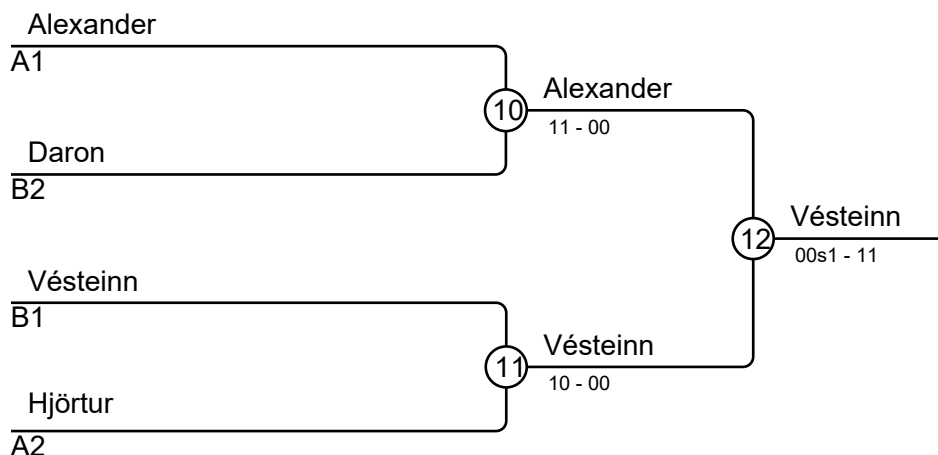 Alexander
A1
10
Alexander
11 - 00
Daron
B2
12
Vésteinn
00s1 - 11
Vésteinn
B1
11
Vésteinn
10 - 00
Hjörtur
A2